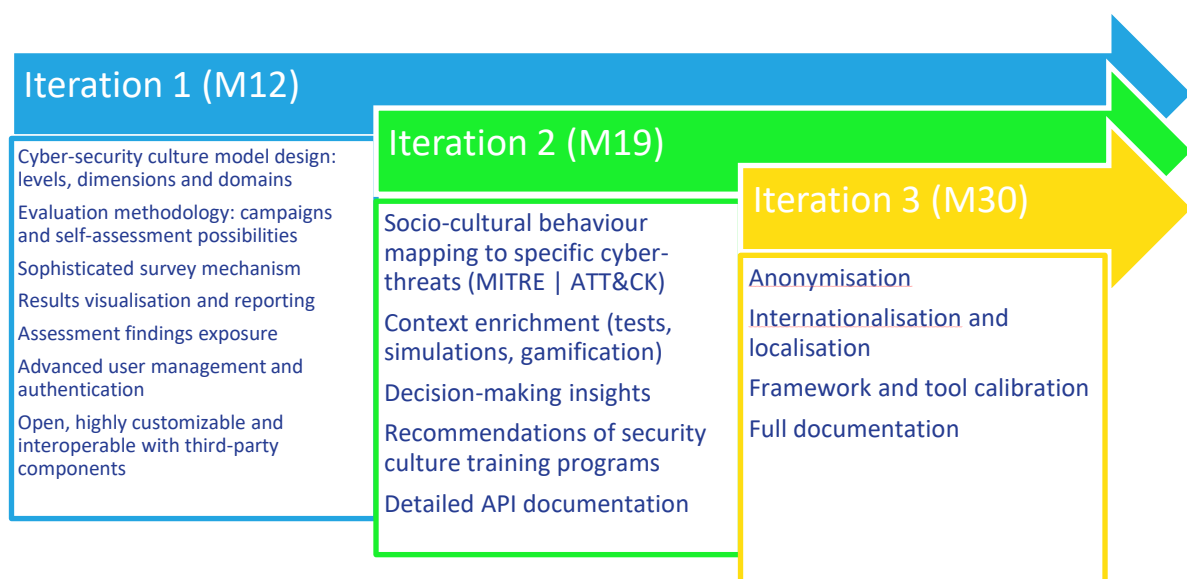 Iteration 1 (M12)
Cyber-security culture model design:
levels, dimensions and domains
Evaluation methodology: campaigns
and self-assessment possibilities
Sophisticated survey mechanism
Results visualisation and reporting
Assessment findings exposure
Advanced user management and
authentication
Open, highly customizable and
interoperable with third-party
components
Iteration 2 (M19)
Socio-cultural behaviour
mapping to specific cyber-
threats (MITRE | ATT&CK)
Context enrichment (tests,
simulations, gamification)
Decision-making insights
Recommendations of security
culture training programs
Detailed API documentation
Iteration 3 (M30)
Anonymisation
Internationalisation and
localisation
Framework and tool calibration
Full documentation